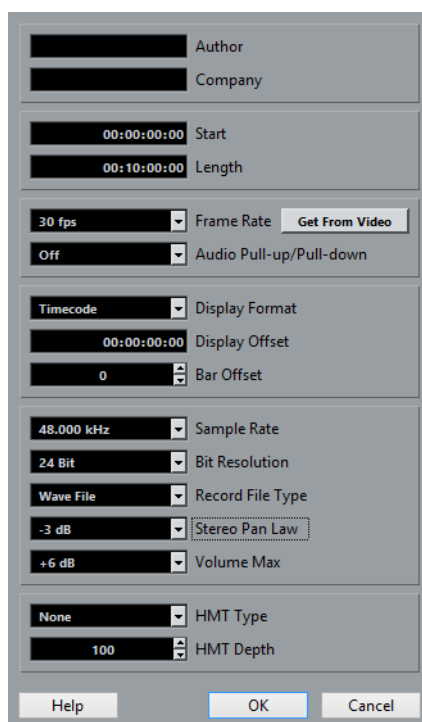 Author
Company
00:00:00:00 Start
00:10:00:00 Length
30 fps Frame Rate Get From Video
Off Audio Pull-up/Pull-down
Timecode Display Format
00:00:00:00 Display Offset
0 Bar Offset
48.000 kHz Sample Rate
24 Bit Bit Resolution
Wave File Record File Type
-3 dB Stereo Pan Law
+6 dB Volume Max
None HMT Type
100 HMT Depth
Help OK Cancel